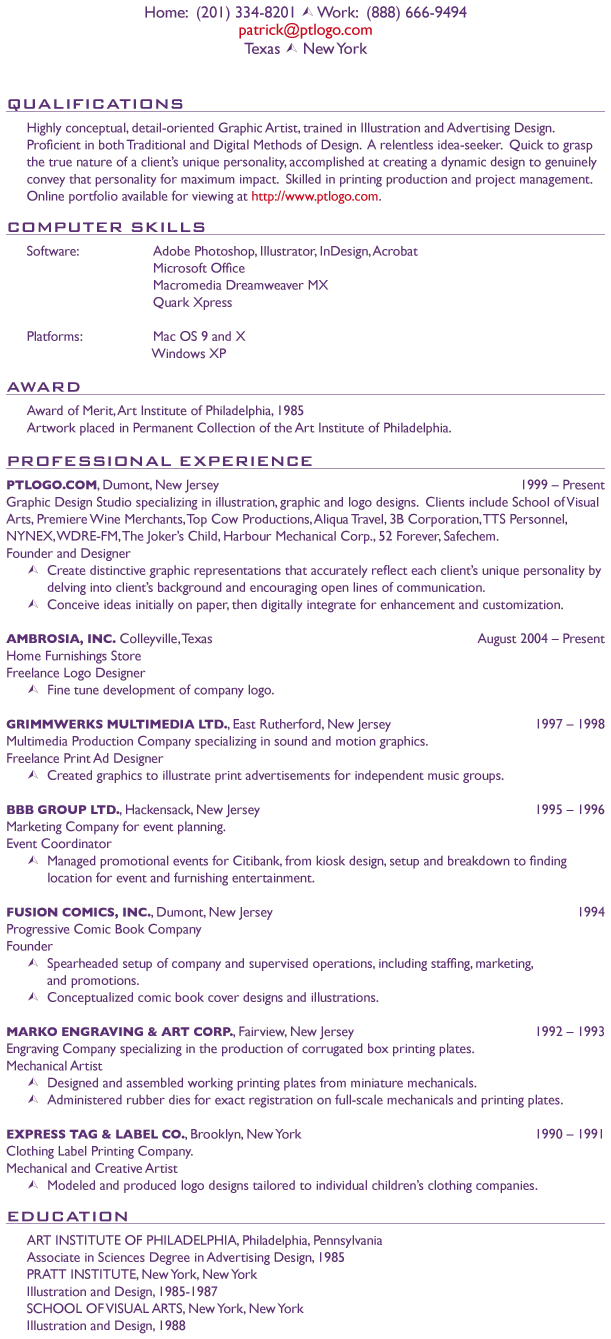 Home: (201) 334-8201 Work: (888) 666-9494
patrick@ptlogo.com
Texas New York
QUALIFICATIONS
Highly conceptual, detail-oriented Graphic Artist, trained in Illustration and Advertising Design.
Proficient in both Traditional and Digital Methods of Design. A relentless idea-seeker. Quick to grasp
the true nature of a client's unique personality, accomplished at creating a dynamic design to genuinely
convey that personality for maximum impact. Skilled in printing production and project management.
Online portfolio available for viewing at http://www.ptlogo.com.
COMPUTER SKILLS
Software: Adobe Photoshop, Illustrator, InDesign, Acrobat
Microsoft Office
Macromedia Dreamweaver MX
Quark Xpress
Platforms: Mac OS 9 and X
Windows XP
AWARD
Award of Merit, Art Institute of Philadelphia, 1985
Artwork placed in Permanent Collection of the Art Institute of Philadelphia.
PROFESSIONAL EXPERIENCE
PTLOGO.COM, Dumont, New Jersey 1999 – Present
Graphic Design Studio specializing in illustration, graphic and logo designs. Clients include School of Visual
Arts, Premiere Wine Merchants, Top Cow Productions, Aliqua Travel, 3B Corporation, TTS Personnel,
NYNEX, WDRE-FM, The Joker's Child, Harbour Mechanical Corp., 52 Forever, Safechem.
Founder and Designer
Create distinctive graphic representations that accurately reflect each client's unique personality by
delving into client's background and encouraging open lines of communication.
Conceive ideas initially on paper, then digitally integrate for enhancement and customization.
AMBROSIA, INC. Colleyville, Texas August 2004 – Present
Home Furnishings Store
Freelance Logo Designer
Fine tune development of company logo.
GRIMMWERKS MULTIMEDIA LTD., East Rutherford, New Jersey 1997 – 1998
Multimedia Production Company specializing in sound and motion graphics.
Freelance Print Ad Designer
Created graphics to illustrate print advertisements for independent music groups.
BBB GROUP LTD., Hackensack, New Jersey 1995 – 1996
Marketing Company for event planning.
Event Coordinator
Managed promotional events for Citibank, from kiosk design, setup and breakdown to finding
location for event and furnishing entertainment.
FUSION COMICS, INC., Dumont, New Jersey 1994
Progressive Comic Book Company
Founder
Spearheaded setup of company and supervised operations, including staffing, marketing,
and promotions.
Conceptualized comic book cover designs and illustrations.
MARKO ENGRAVING & ART CORP., Fairview, New Jersey 1992 – 1993
Engraving Company specializing in the production of corrugated box printing plates.
Mechanical Artist
Designed and assembled working printing plates from miniature mechanicals.
Administered rubber dies for exact registration on full-scale mechanicals and printing plates.
EXPRESS TAG & LABEL CO., Brooklyn, New York 1990 – 1991
Clothing Label Printing Company.
Mechanical and Creative Artist
Modeled and produced logo designs tailored to individual children's clothing companies.
EDUCATION
ART INSTITUTE OF PHILADELPHIA, Philadelphia, Pennsylvania
Associate in Sciences Degree in Advertising Design, 1985
PRATT INSTITUTE, New York, New York
Illustration and Design, 1985-1987
SCHOOL OF VISUAL ARTS, New York, New York
Illustration and Design, 1988